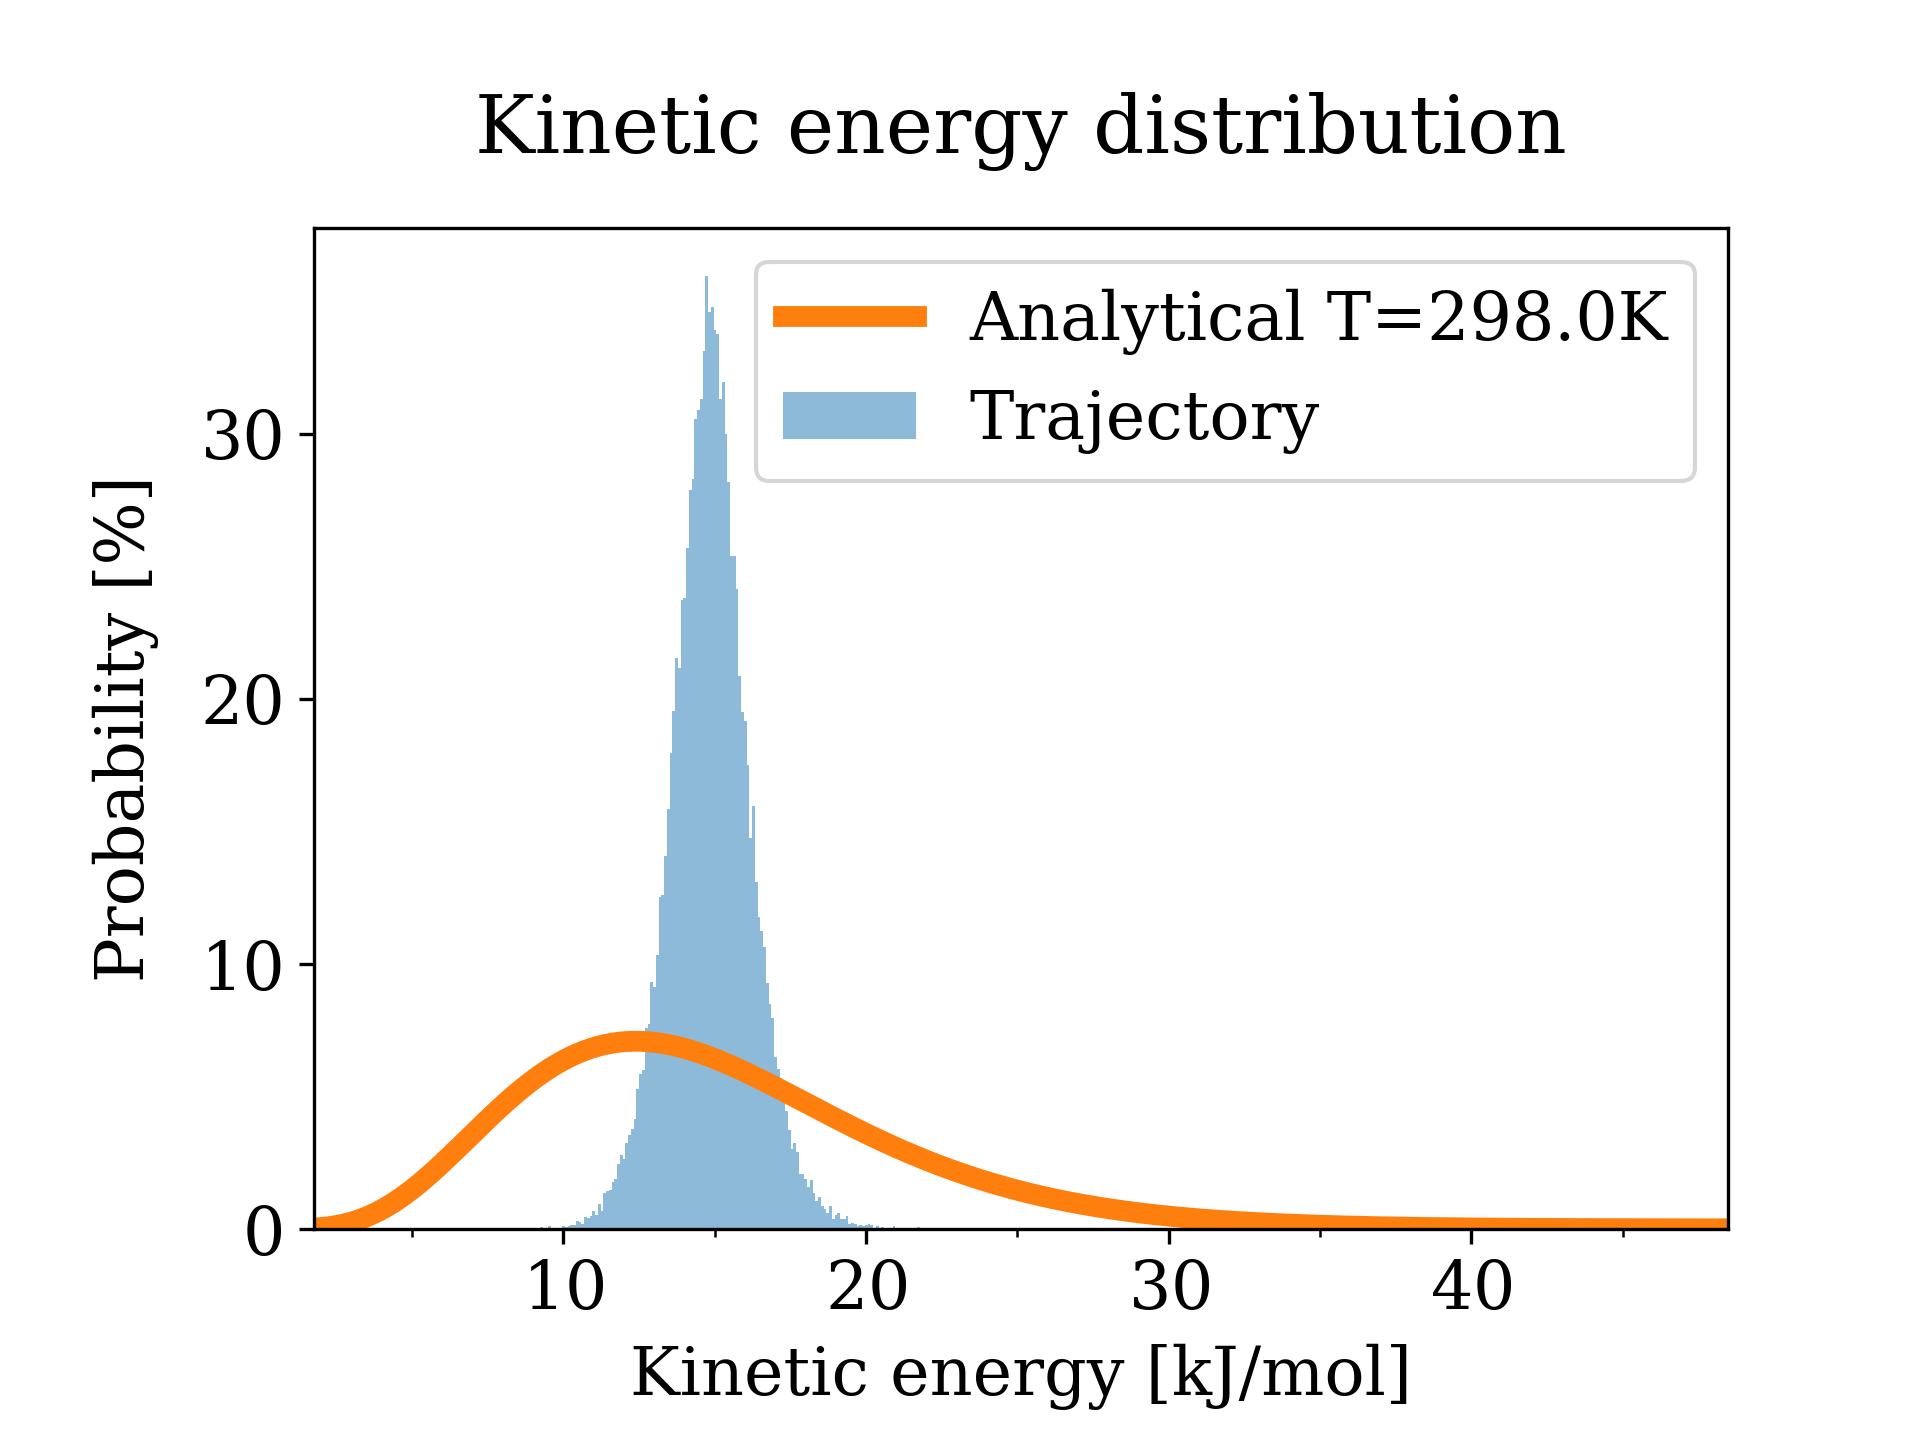 Kinetic energy distribution
Analytical T=298.0K
Trajectory
Probability [%]
30
20
10
0
10 20 30 40
Kinetic energy [kJ/mol]